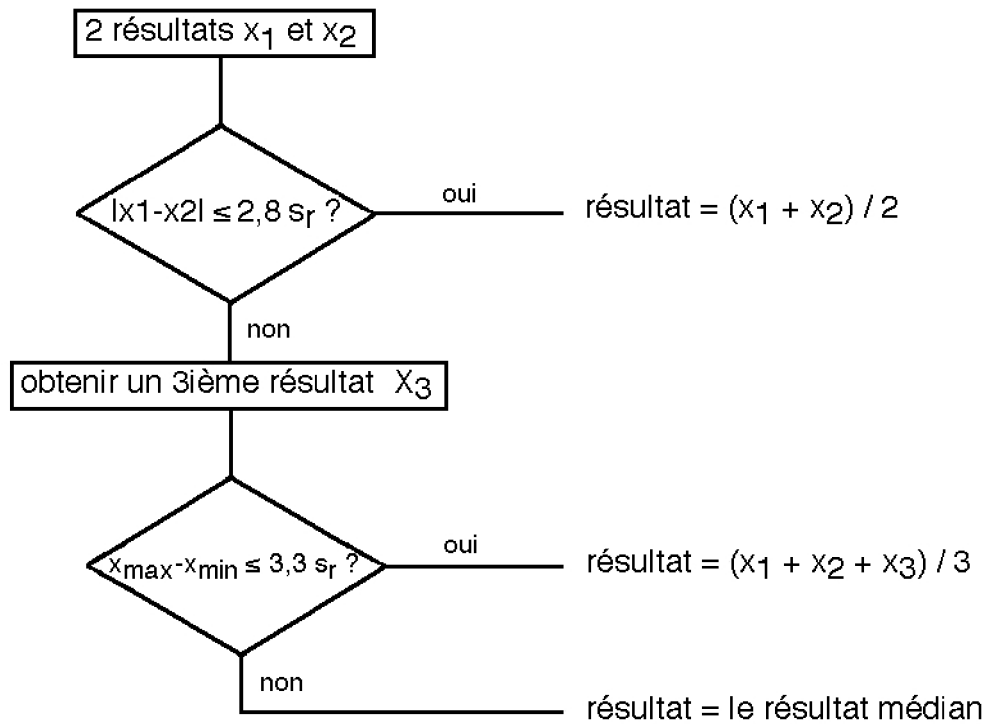 2 résultats x1 et x2
|x1-x2| ≤ 2,8 sr ?
oui
résultat = (x1 + x2) / 2
non
obtenir un 3ième résultat X3
xmax-xmin ≤ 3,3 sr ?
oui
résultat = (x1 + x2 + x3) / 3
non
résultat = le résultat médian